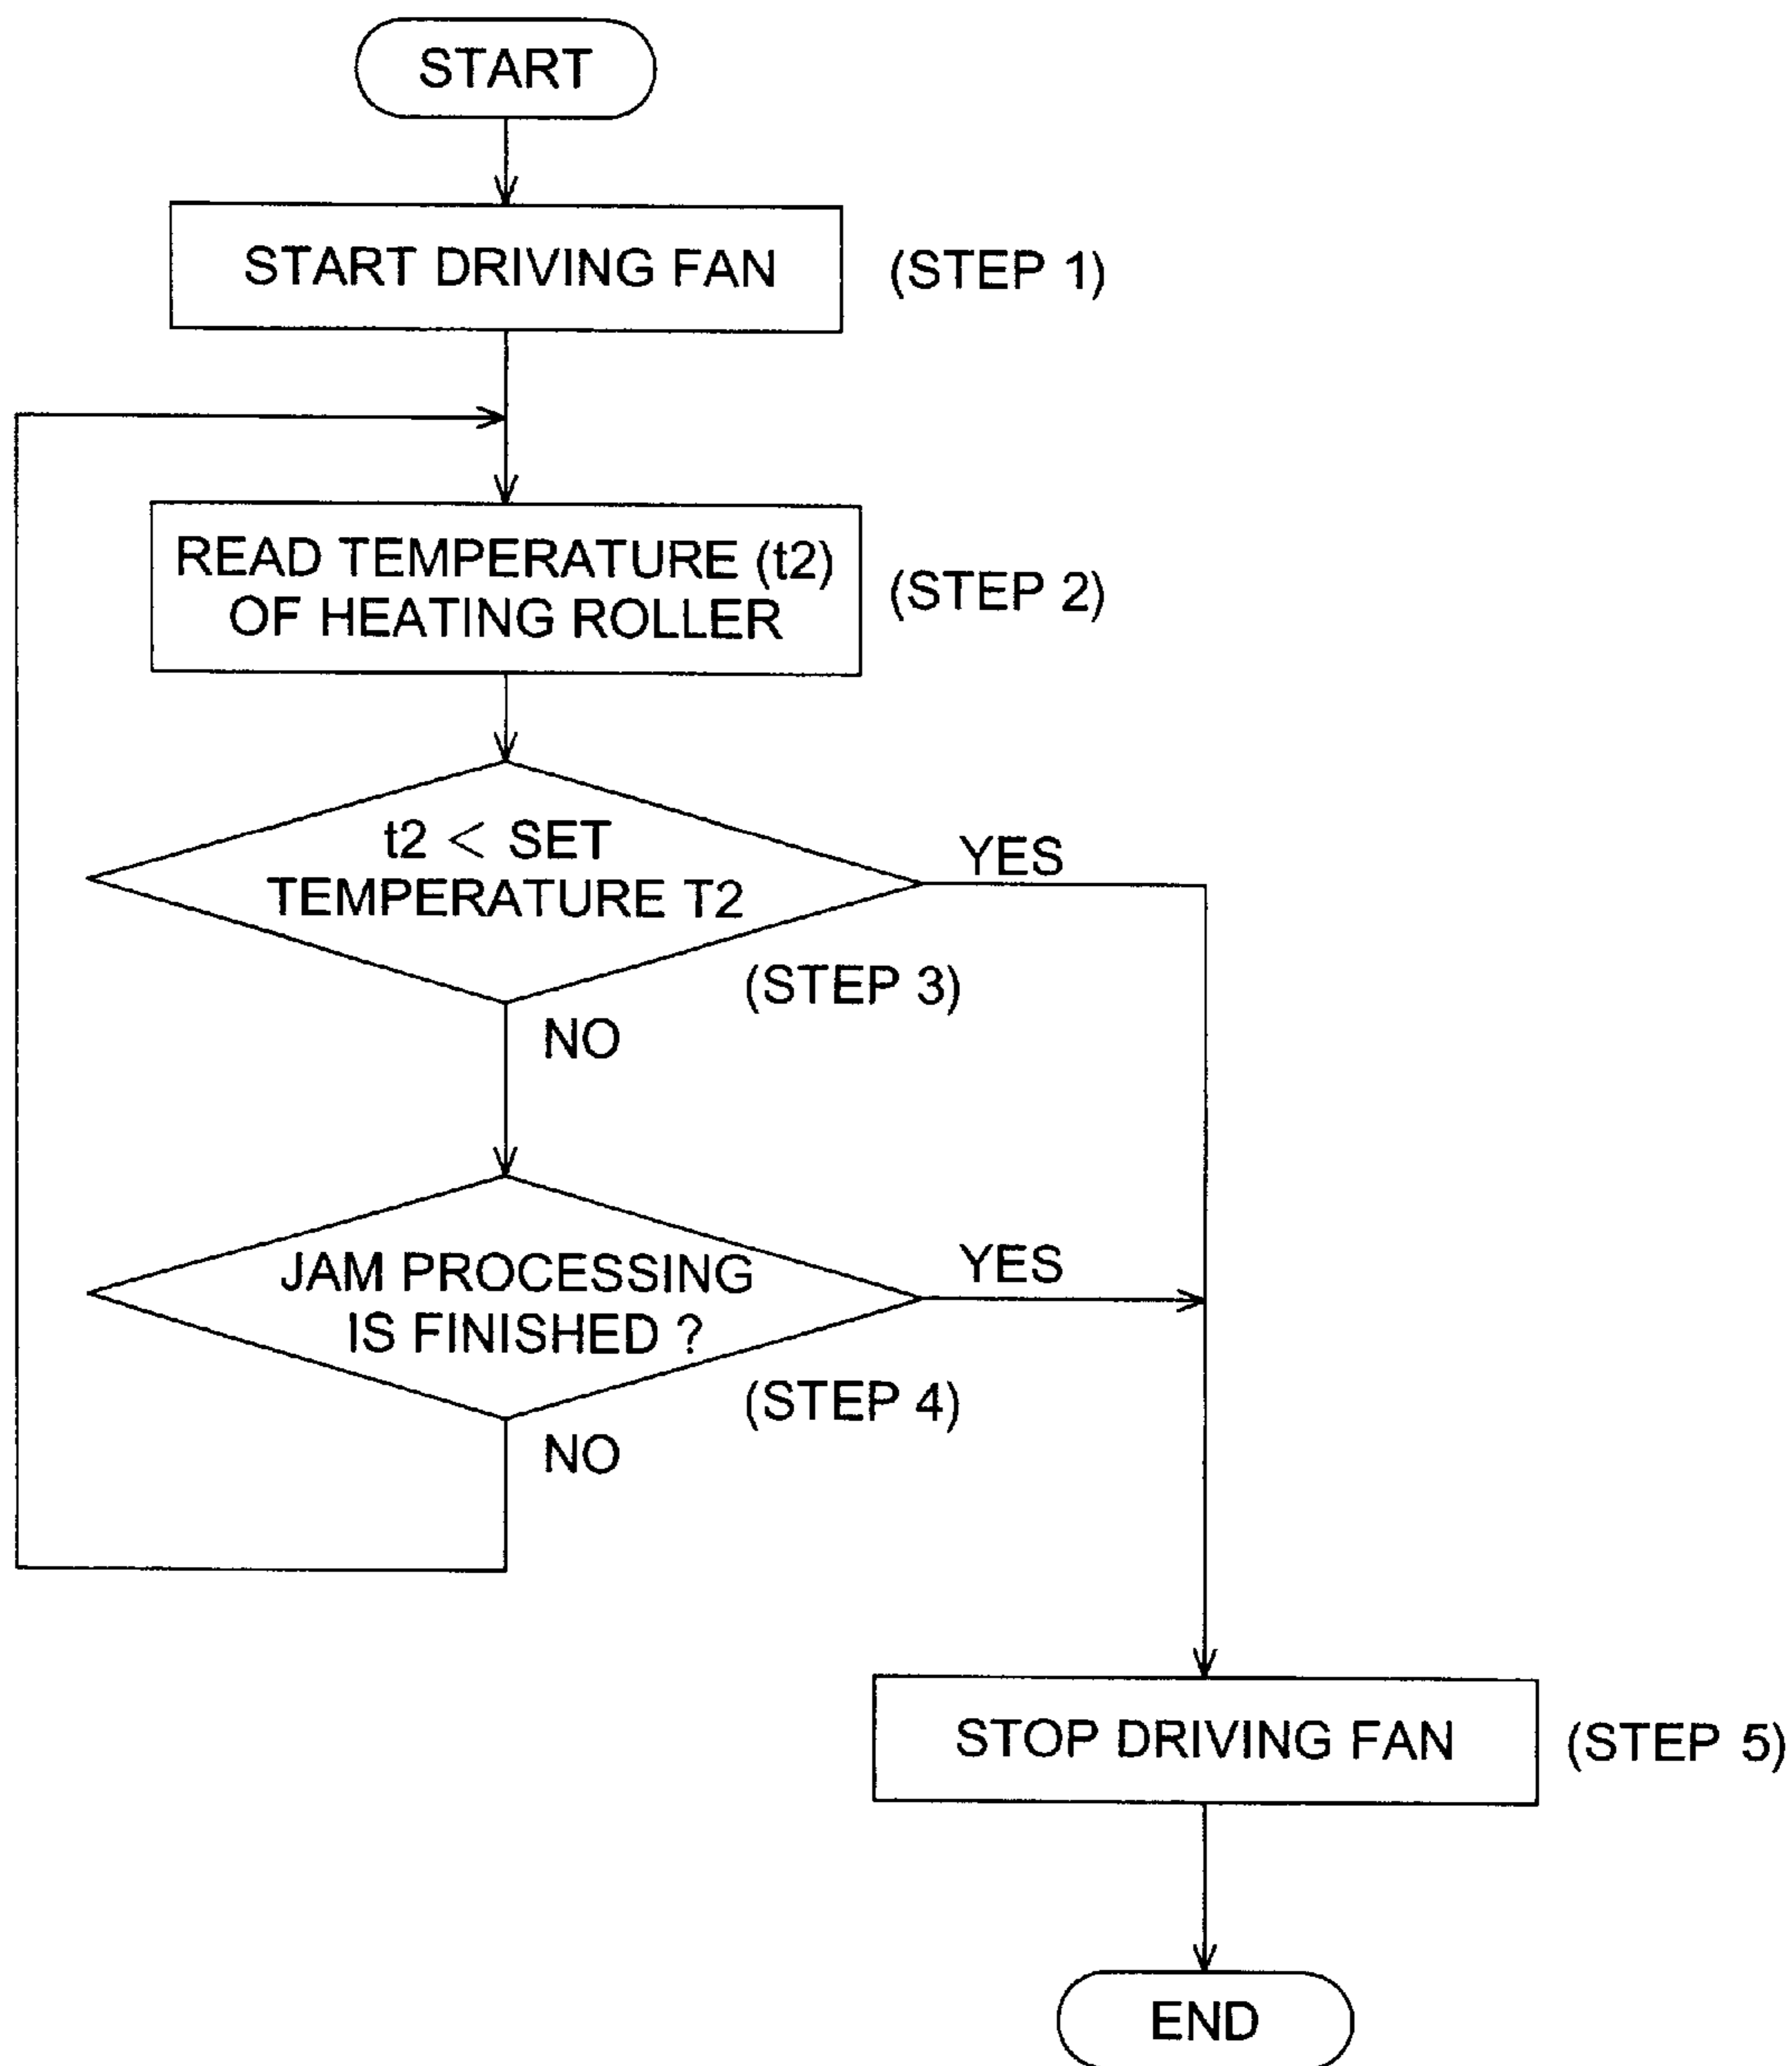 START
START DRIVING FAN
(STEP 1)
READ TEMPERATURE (t2)
OF HEATING ROLLER
(STEP 2)
t2 < SET
TEMPERATURE T2
YES
(STEP 3)
NO
JAM PROCESSING
IS FINISHED ?
YES
(STEP 4)
NO
STOP DRIVING FAN
(STEP 5)
END